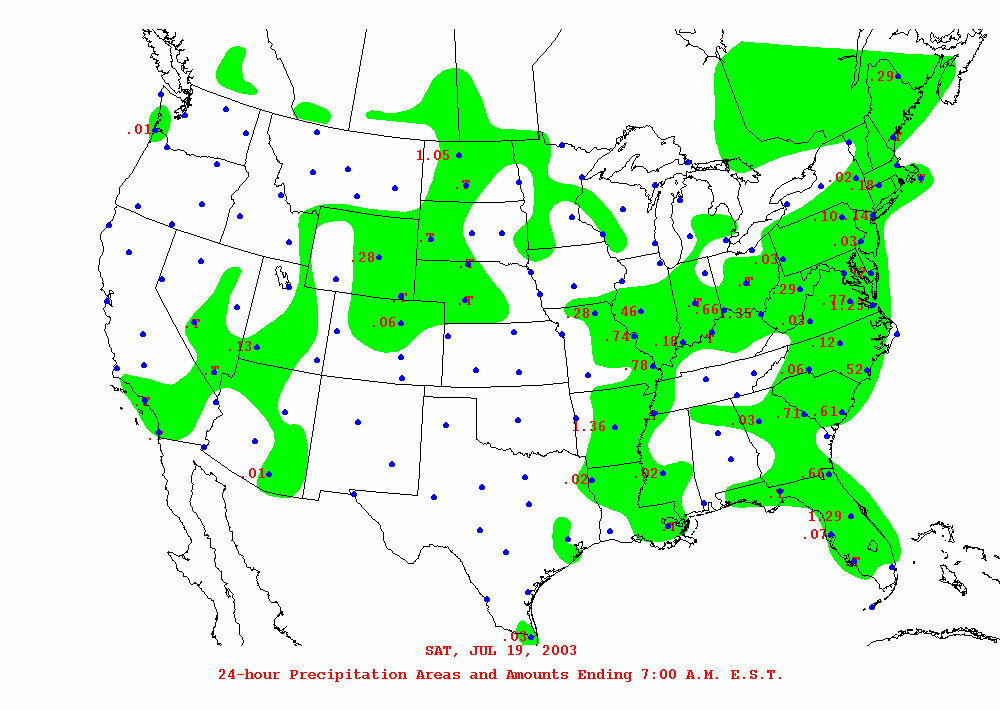 .29
.01
T
1.05
.02
.18
T
.T
.10
.14
.T
.03
.28
.03
.T
.T
.29
T
.T
T
.77
1.23
.28
.46
.66
1.35
T
.06
.03
.13
.74
.18
T
.12
.T
.78
.06
.52
T
.71
.61
T
.03
1.36
.01
.02
.02
.66
1.29
T
.07
T
.03
SAT, JUL 19, 2003
24-hour Precipitation Areas and Amounts Ending 7:00 A.M. E.S.T.